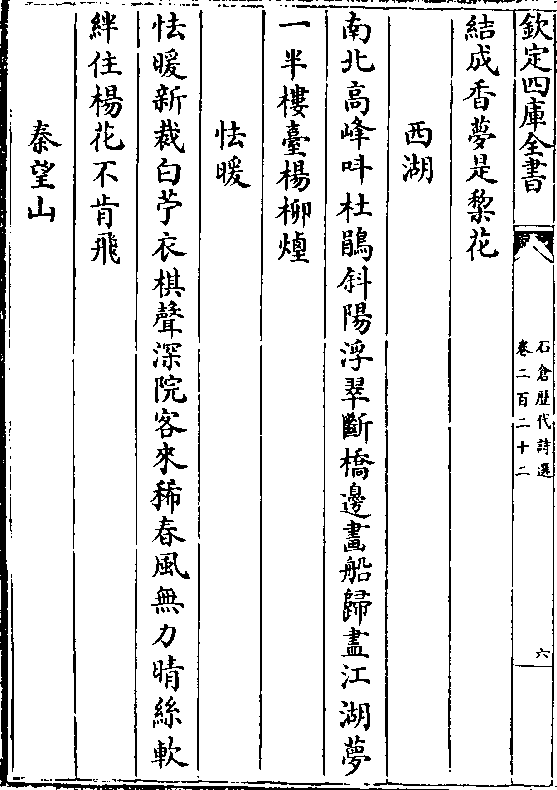 欽定四庫全書
石倉歴代詩選
卷二百二十二
六
結成香夢是棃花
西湖
南北高峰呌杜鵑斜陽浮翠斷橋邊畫船歸盡江湖夢
一半樓臺楊柳煙
怯暖
怯暖新裁白苧衣棋聲深院客來稀春風無力晴絲軟
絆住楊花不肯飛
秦望山